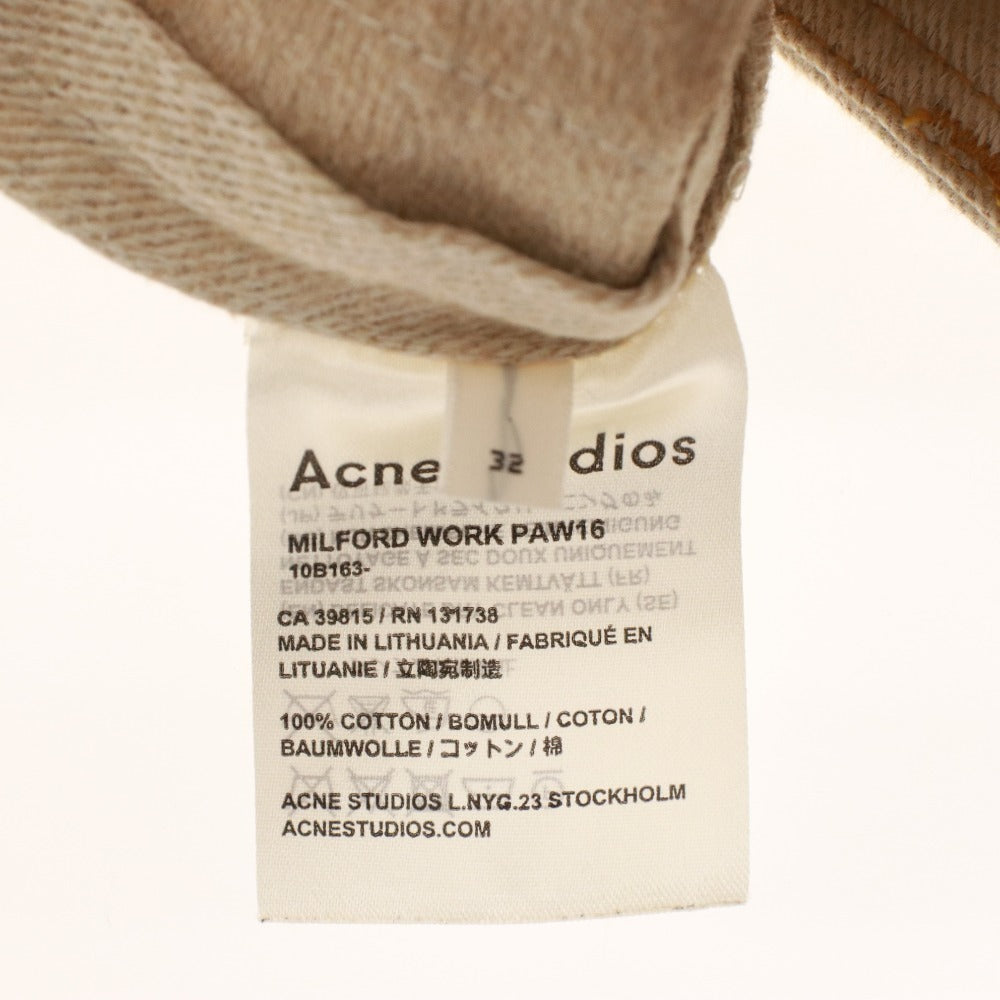 Acne dios
32
MILFORD WORK PAW16
10B163-
CA 39815 / RN 131738
MADE IN LITHUANIA / FABRIQUÉ EN
LITUANIE / 立陶宛制造
100% COTTON / BOMULL / COTON /
BAUMWOLLE / コットン / 棉
ACNE STUDIOS L.NYG.23 STOCKHOLM
ACNESTUDIOS.COM